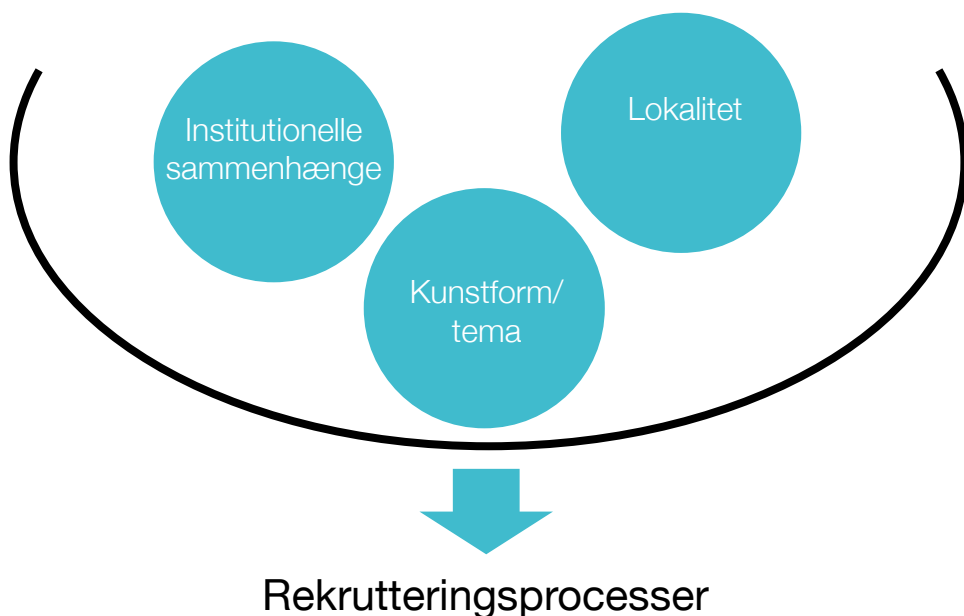 Institutionelle
sammenhænge
Lokalitet
Kunstform/
tema
Rekrutteringsprocesser